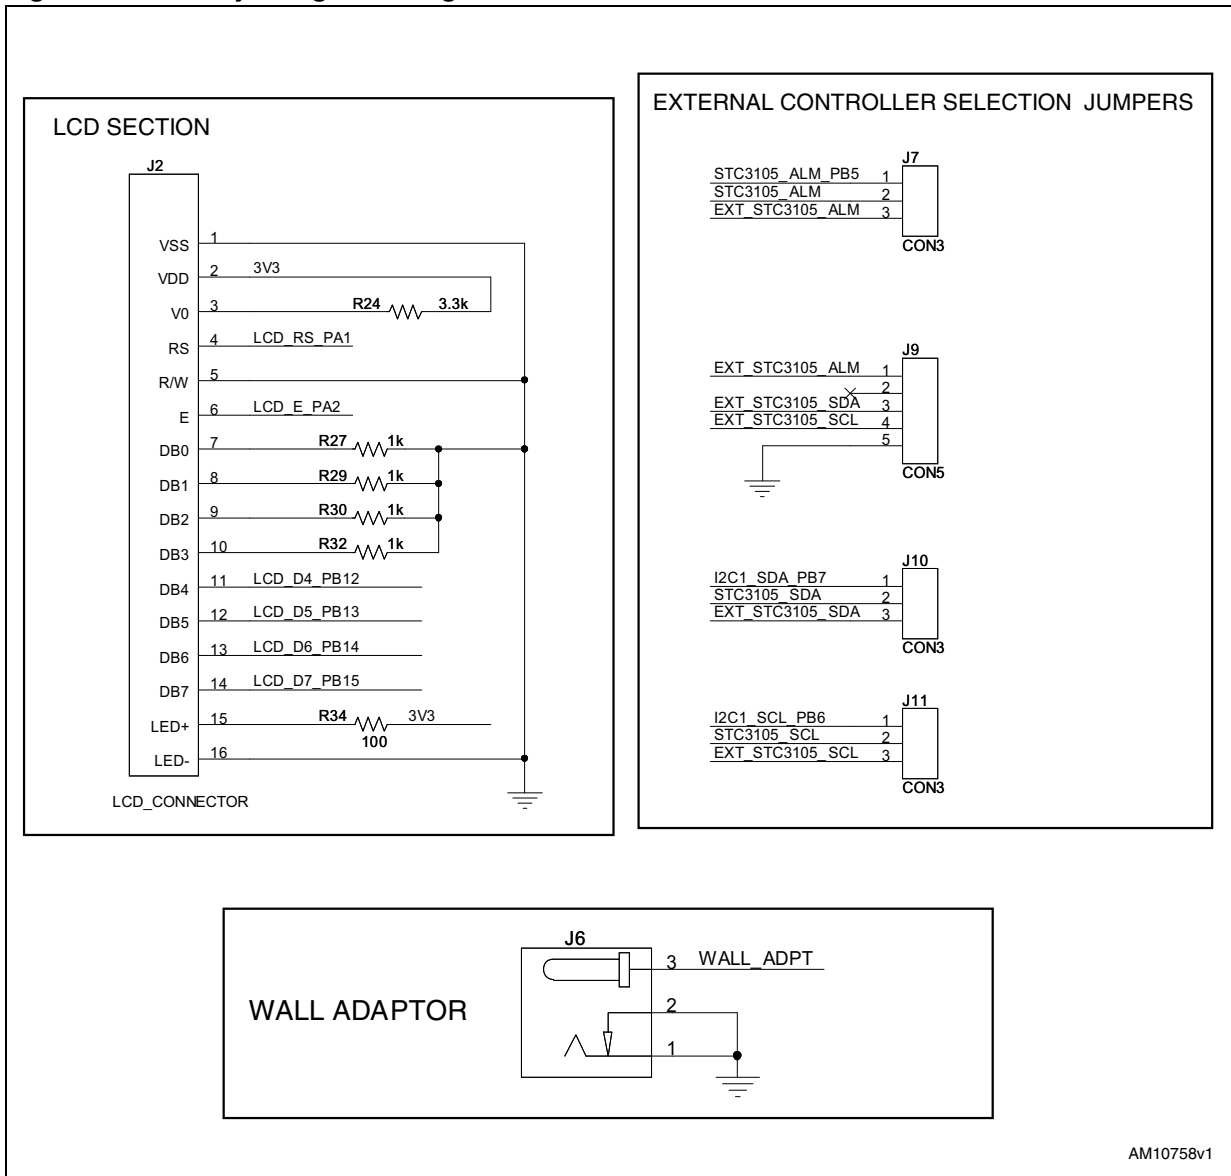 LCD SECTION
J2
VSS 1
VDD 2 3V3
V0 3 R24 3.3k
RS 4 LCD_RS_PA1
R/W 5
E 6 LCD_E_PA2
DB0 7 R27 1k
DB1 8 R29 1k
DB2 9 R30 1k
DB3 10 R32 1k
DB4 11 LCD_D4_PB12
DB5 12 LCD_D5_PB13
DB6 13 LCD_D6_PB14
DB7 14 LCD_D7_PB15
LED+ 15 R34 3V3
100
LED- 16
LCD_CONNECTOR
EXTERNAL CONTROLLER SELECTION JUMPERS
J7
STC3105_ALM_PB5 1
STC3105_ALM 2
EXT_STC3105_ALM 3
CON3
J9
EXT_STC3105_ALM 1
2
EXT_STC3105_SDA 3
EXT_STC3105_SCL 4
5
CON5
J10
I2C1_SDA_PB7 1
STC3105_SDA 2
EXT_STC3105_SDA 3
CON3
J11
I2C1_SCL_PB6 1
STC3105_SCL 2
EXT_STC3105_SCL 3
CON3
J6
3 WALL_ADPT
WALL ADAPTOR
2
1
AM10758v1